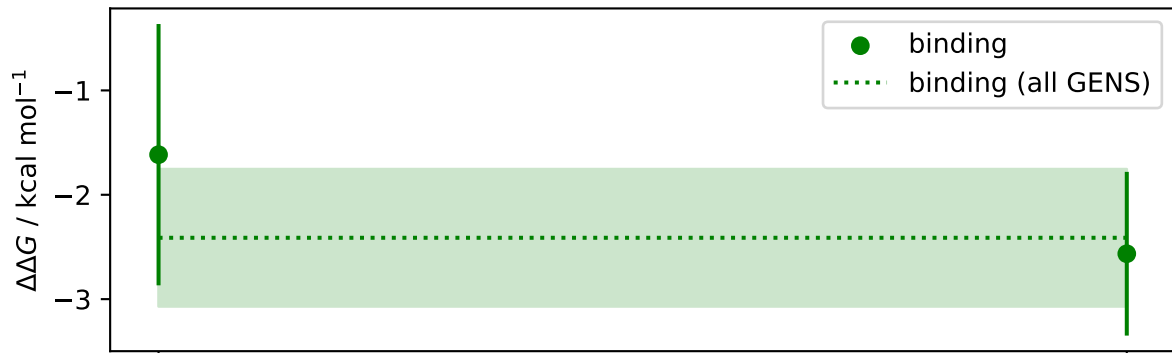 ΔΔG / kcal mol⁻¹
−1
−2
−3
binding
binding (all GENS)